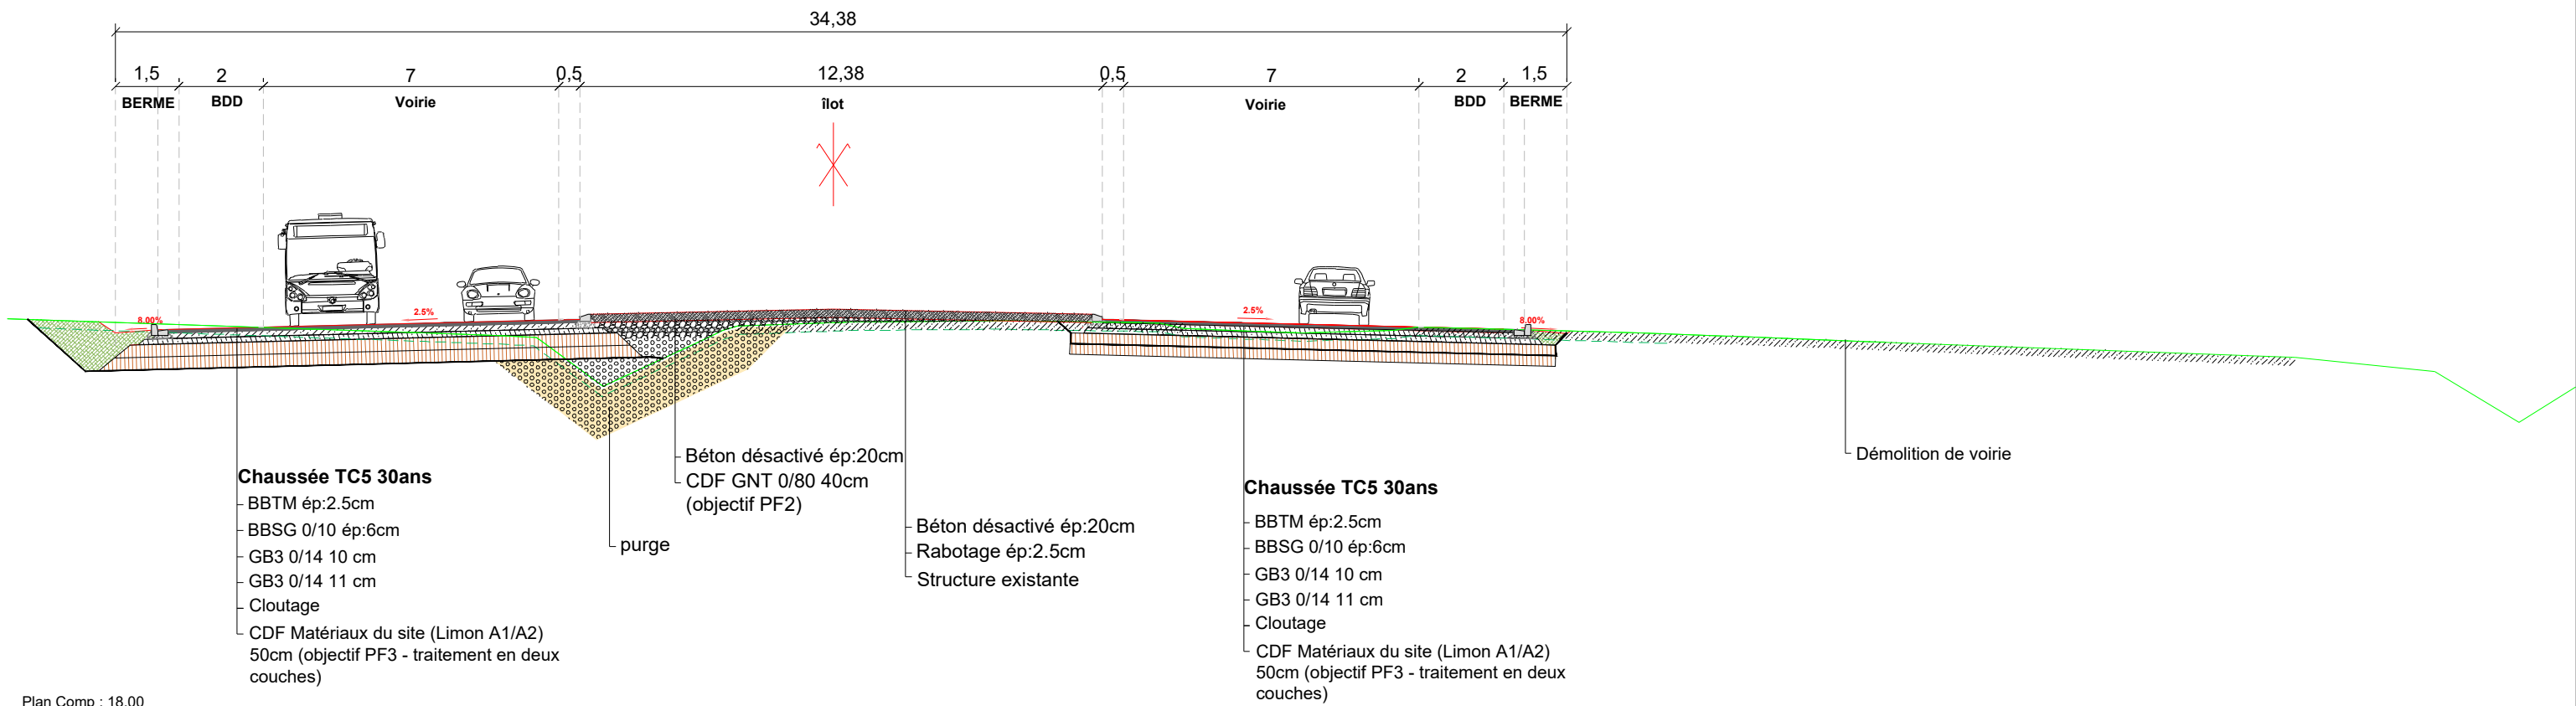 34,38
1,5
2
7
0,5
12,38
0,5
7
2
1,5
BERME
BDD
Voirie
îlot
Voirie
BDD
BERME
8.00%
2.5%
2.5%
8.00%
Chaussée TC5 30ans
BBTM ép:2.5cm
BBSG 0/10 ép:6cm
GB3 0/14 10 cm
GB3 0/14 11 cm
Cloutage
CDF Matériaux du site (Limon A1/A2)
50cm (objectif PF3 - traitement en deux
couches)
purge
Béton désactivé ép:20cm
CDF GNT 0/80 40cm
(objectif PF2)
Béton désactivé ép:20cm
Rabotage ép:2.5cm
Structure existante
Chaussée TC5 30ans
BBTM ép:2.5cm
BBSG 0/10 ép:6cm
GB3 0/14 10 cm
GB3 0/14 11 cm
Cloutage
CDF Matériaux du site (Limon A1/A2)
50cm (objectif PF3 - traitement en deux
couches)
Démolition de voirie
Plan Comp : 18.00